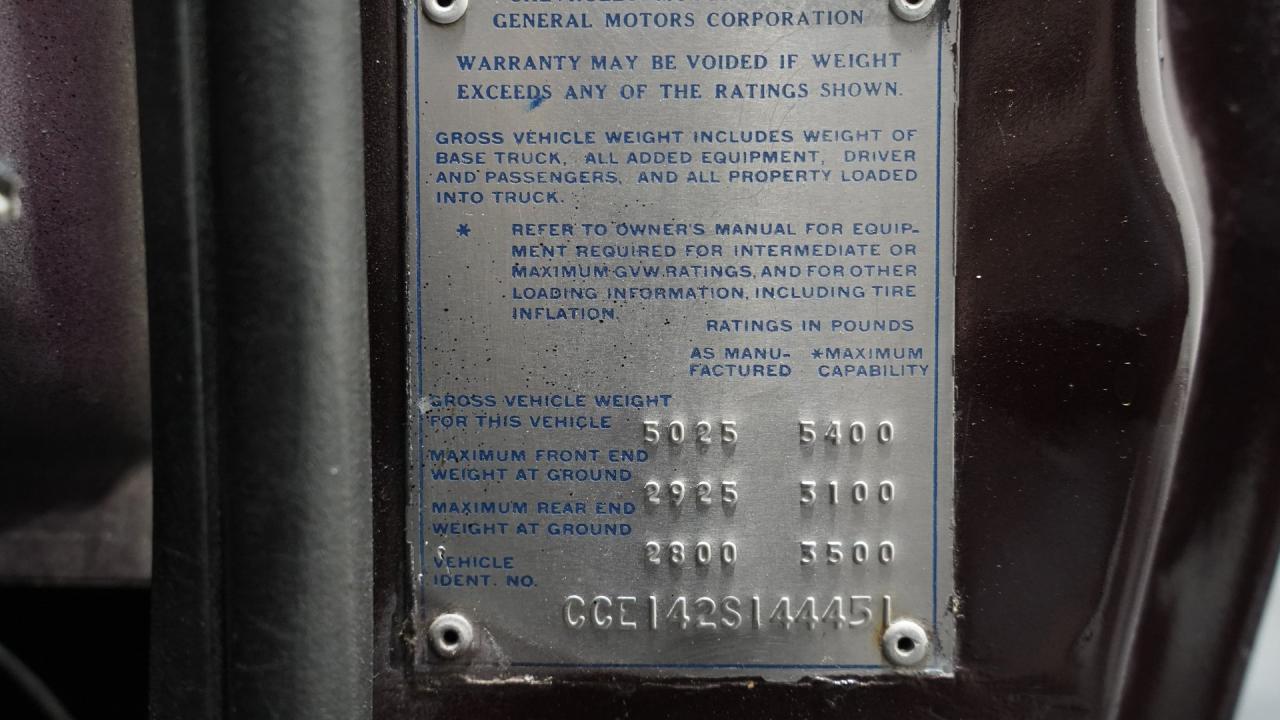 GENERAL MOTORS CORPORATION
WARRANTY MAY BE VOIDED IF WEIGHT
EXCEEDS ANY OF THE RATINGS SHOWN.
GROSS VEHICLE WEIGHT INCLUDES WEIGHT OF
BASE TRUCK, ALL ADDED EQUIPMENT, DRIVER
AND PASSENGERS, AND ALL PROPERTY LOADED
INTO TRUCK.
* REFER TO OWNER'S MANUAL FOR EQUIP-
MENT REQUIRED FOR INTERMEDIATE OR
MAXIMUM GVW RATINGS, AND FOR OTHER
LOADING INFORMATION, INCLUDING TIRE
INFLATION.
RATINGS IN POUNDS
AS MANU- *MAXIMUM
FACTURED CAPABILITY
GROSS VEHICLE WEIGHT
FOR THIS VEHICLE 5025 5400
MAXIMUM FRONT END
WEIGHT AT GROUND 2925 3100
MAXIMUM REAR END
WEIGHT AT GROUND 2800 3500
VEHICLE
IDENT. NO.
CCE142S144451